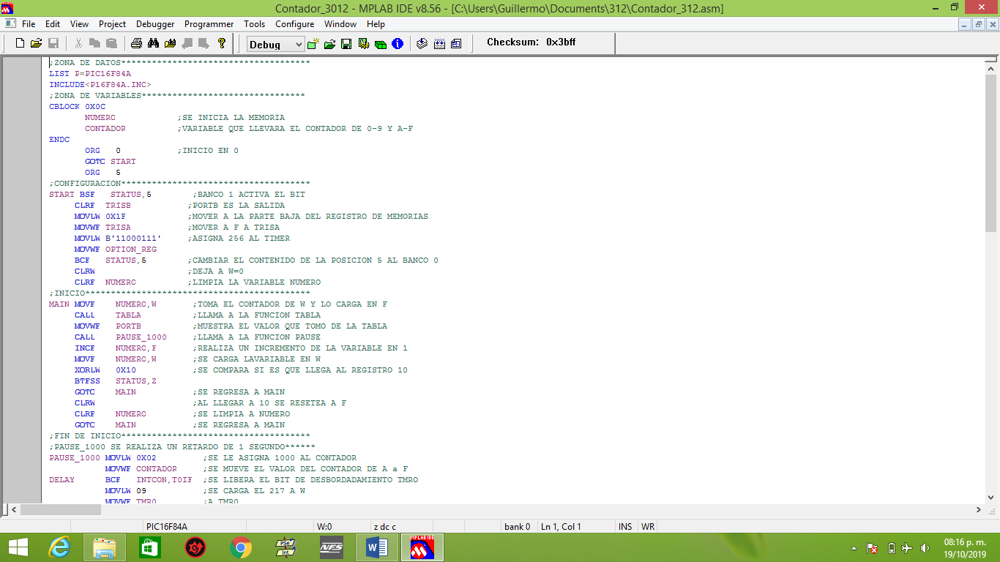 Contador_3012 - MPLAB IDE v8.56 - [C:\Users\Guillermo\Documents\312\Contador_312.asm]
File Edit View Project Debugger Programmer Tools Configure Window Help
Debug Checksum: 0x3bff
;ZONA DE DATOS*************************************
LIST P=PIC16F84A
INCLUDE<P16F84A.INC>
;ZONA DE VARIABLES********************************
CBLOCK 0X0C
NUMERO ;SE INICIA LA MEMORIA
CONTADOR ;VARIABLE QUE LLEVARA EL CONTADOR DE 0-9 Y A-F
ENDC
ORG 0 ;INICIO EN 0
GOTO START
ORG 5
;CONFIGURACION*************************************
START BSF STATUS,5 ;BANCO 1 ACTIVA EL BIT
CLRF TRISB ;PORTB ES LA SALIDA
MOVLW 0X1F ;MOVER A LA PARTE BAJA DEL REGISTRO DE MEMORIAS
MOVWF TRISA ;MOVER A F A TRISA
MOVLW B'11000111' ;ASIGNA 256 AL TIMER
MOVWF OPTION_REG
BCF STATUS,5 ;CAMBIAR EL CONTENIDO DE LA POSICION 5 AL BANCO 0
CLRW ;DEJA A W=0
CLRF NUMERO ;LIMPIA LA VARIABLE NUMERO
;INICIO********************************************
MAIN MOVF NUMERO,W ;TOMA EL CONTADOR DE W Y LO CARGA EN F
CALL TABLA ;LLAMA A LA FUNCION TABLA
MOVWF PORTB ;MUESTRA EL VALOR QUE TOMO DE LA TABLA
CALL PAUSE_1000 ;LLAMA A LA FUNCION PAUSE
INCF NUMERO,F ;REALIZA UN INCREMENTO DE LA VARIABLE EN 1
MOVF NUMERO,W ;SE CARGA LAVARIABLE EN W
XORLW 0X10 ;SE COMPARA SI ES QUE LLEGA AL REGISTRO 10
BTFSS STATUS,Z
GOTO MAIN ;SE REGRESA A MAIN
CLRW ;AL LLEGAR A 10 SE RESETEA A F
CLRF NUMERO ;SE LIMPIA A NUMERO
GOTO MAIN ;SE REGRESA A MAIN
;FIN DE INICIO*************************************
;PAUSE_1000 SE REALIZA UN RETARDO DE 1 SEGUNDO******
PAUSE_1000 MOVLW 0X02 ;SE LE ASIGNA 1000 AL CONTADOR
MOVWF CONTADOR ;SE MUEVE EL VALOR DEL CONTADOR DE A a F
DELAY BCF INTCON,T0IF ;SE LIBERA EL BIT DE DESBORDADAMIENTO TMRO
MOVLW 09 ;SE CARGA EL 217 A W
MOVWF TMR0 ;A TMR0
PIC16F84A W:0 z dc c bank 0 Ln 1, Col 1 INS WR
PSeInt NFS MPLAB IDE
08:16 p. m.
19/10/2019